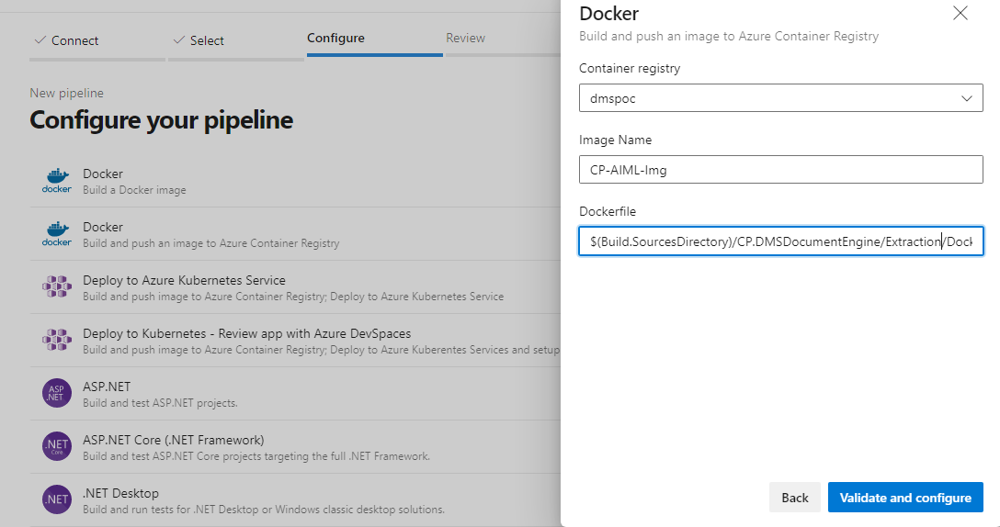 Connect
Select
Configure
Review
New pipeline
Configure your pipeline
docker
Docker
Build a Docker image
docker
Docker
Build and push an image to Azure Container Registry
Deploy to Azure Kubernetes Service
Build and push image to Azure Container Registry; Deploy to Azure Kubernetes Service
Deploy to Kubernetes - Review app with Azure DevSpaces
Build and push image to Azure Container Registry; Deploy to Azure Kuberentes Services and setup
ASP
.NET
ASP.NET
Build and test ASP.NET projects.
.NET
Core
ASP.NET Core (.NET Framework)
Build and test ASP.NET Core projects targeting the full .NET Framework.
.NET
.NET Desktop
Build and run tests for .NET Desktop or Windows classic desktop solutions.
Docker
Build and push an image to Azure Container Registry
Container registry
dmspoc
Image Name
CP-AIML-Img
Dockerfile
$(Build.SourcesDirectory)/CP.DMSDocumentEngine/Extraction/Dock
Back
Validate and configure